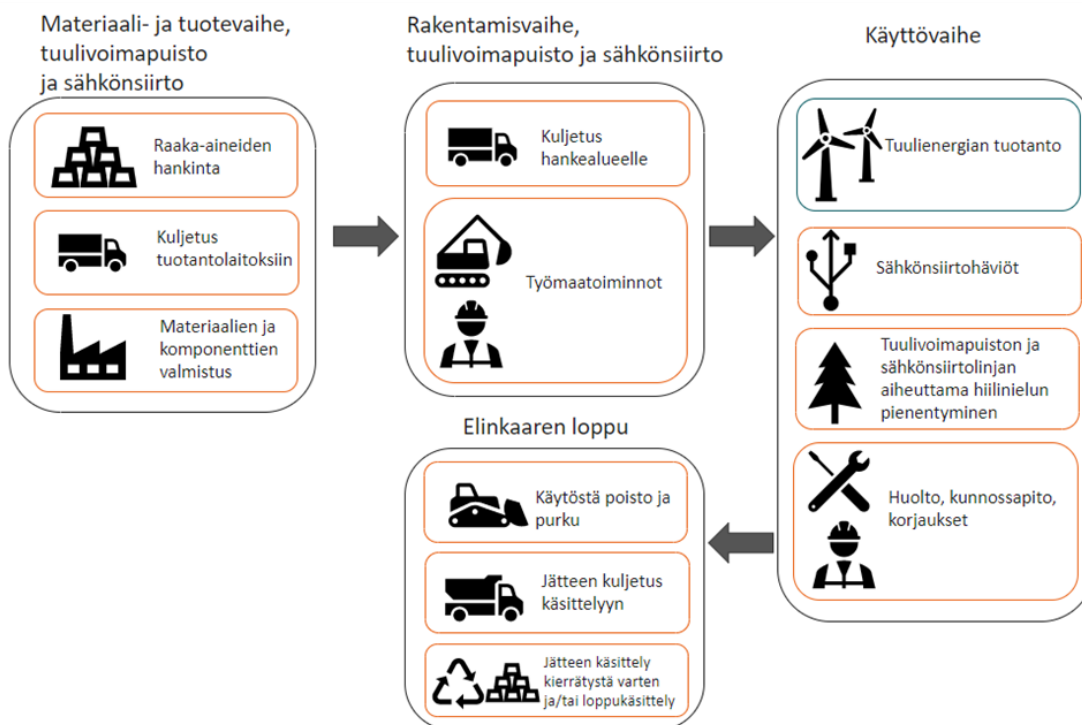 Materiaali- ja tuotevaihe,
tuulivoimapuisto
ja sähkönsiirto
Raaka-aineiden
hankinta
Kuljetus
tuotantolaitoksiin
Materiaalien ja
komponenttien
valmistus
Rakentamisvaihe,
tuulivoimapuisto ja sähkönsiirto
Kuljetus
hankealueelle
Työmaatoiminnot
Käyttövaihe
Tuulienergian tuotanto
Sähkönsiirtohäviöt
Tuulivoimapuiston ja
sähkönsiirtolinjan
aiheuttama hiilinielun
pienentyminen
Huolto, kunnossapito,
korjaukset
Elinkaaren loppu
Käytöstä poisto ja
purku
Jätteen kuljetus
käsittelyyn
Jätteen käsittely
kierrätystä varten
ja/tai loppukäsittely